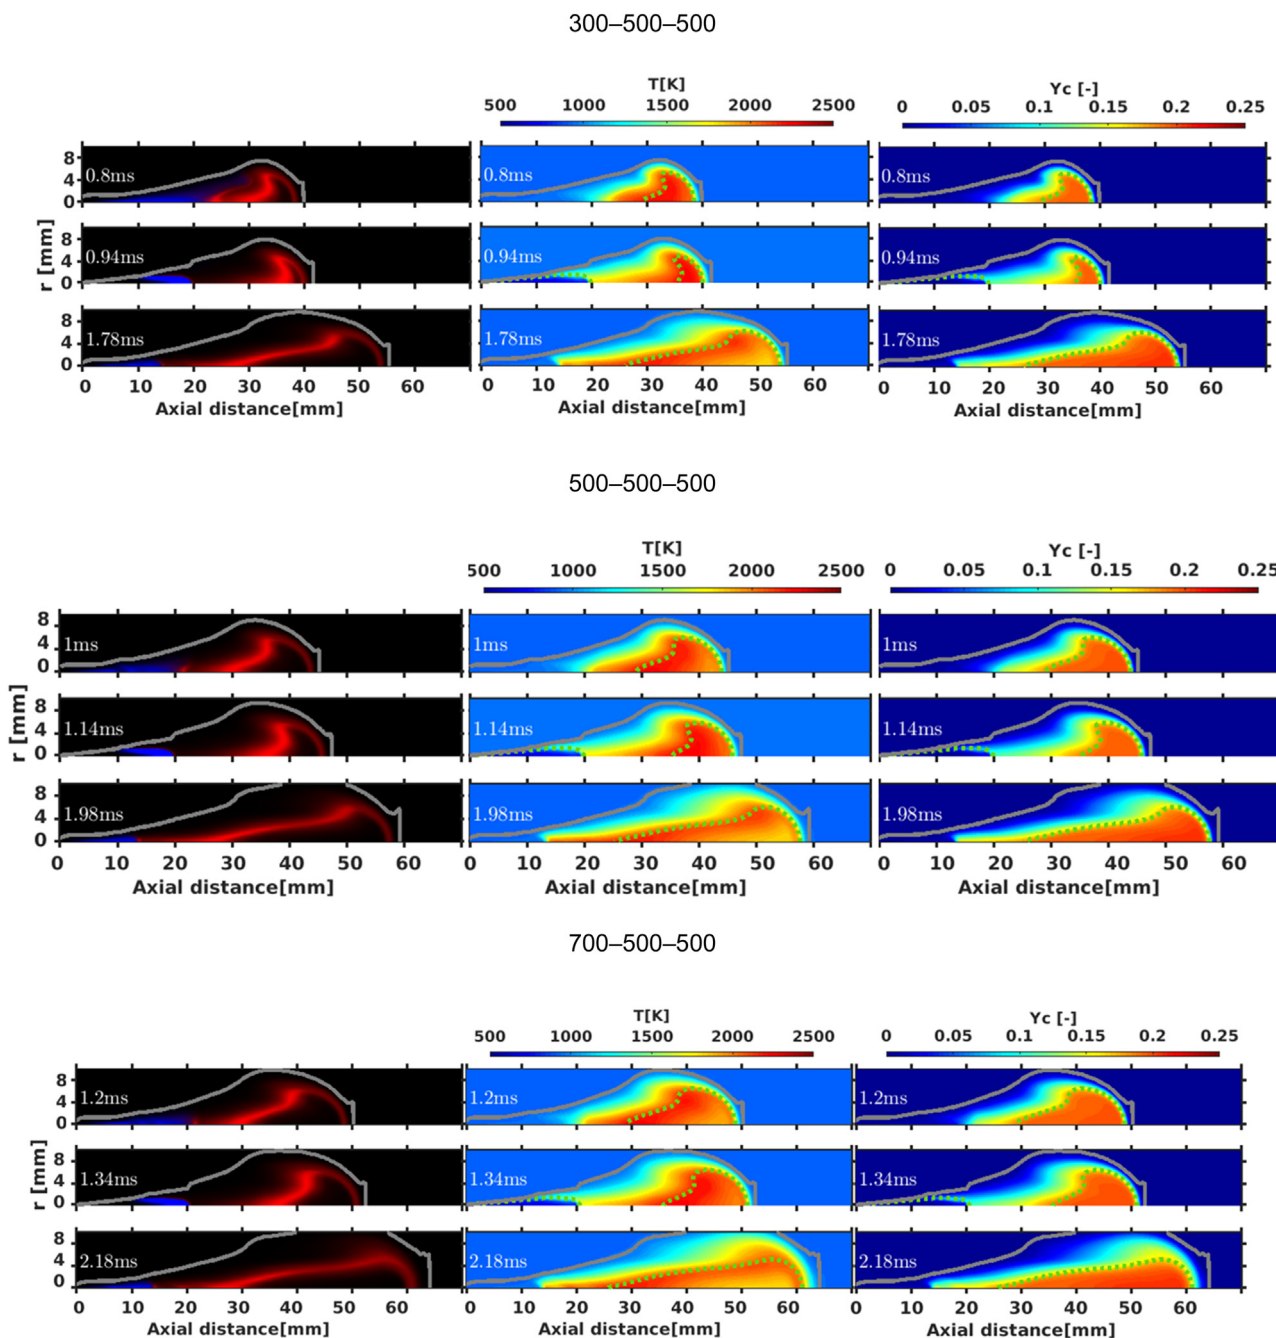 300–500–500
T[K]
500 1000 1500 2000 2500
Yc [-]
0 0.05 0.1 0.15 0.2 0.25
8
4
0
0.8ms
0.8ms
0.8ms
r [mm]
8
4
0
0.94ms
0.94ms
0.94ms
8
4
0
1.78ms
1.78ms
1.78ms
0 10 20 30 40 50 60
0 10 20 30 40 50 60
0 10 20 30 40 50 60
Axial distance[mm]
Axial distance[mm]
Axial distance[mm]
500–500–500
T[K]
500 1000 1500 2000 2500
Yc [-]
0 0.05 0.1 0.15 0.2 0.25
8
4
0
1ms
1ms
1ms
r [mm]
8
4
0
1.14ms
1.14ms
1.14ms
8
4
0
1.98ms
1.98ms
1.98ms
0 10 20 30 40 50 60
0 10 20 30 40 50 60
0 10 20 30 40 50 60
Axial distance[mm]
Axial distance[mm]
Axial distance[mm]
700–500–500
T[K]
500 1000 1500 2000 2500
Yc [-]
0 0.05 0.1 0.15 0.2 0.25
8
4
0
1.2ms
1.2ms
1.2ms
r [mm]
8
4
0
1.34ms
1.34ms
1.34ms
8
4
0
2.18ms
2.18ms
2.18ms
0 10 20 30 40 50 60
0 10 20 30 40 50 60
0 10 20 30 40 50 60
Axial distance[mm]
Axial distance[mm]
Axial distance[mm]